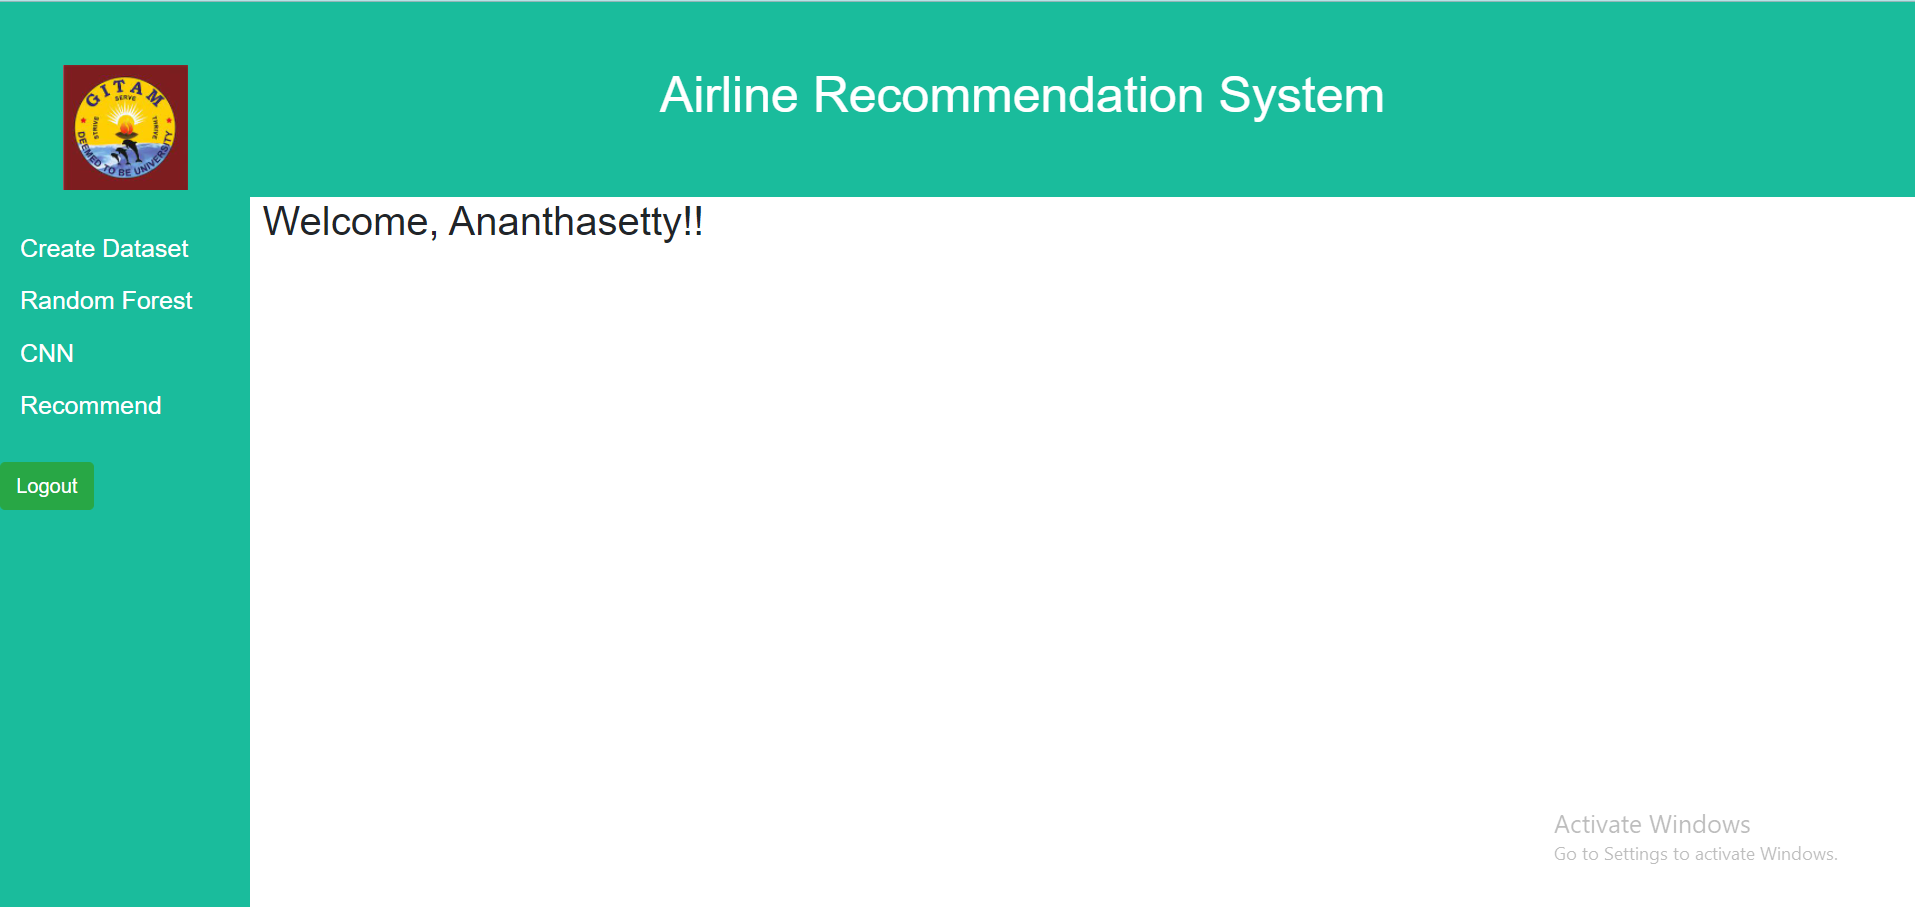 GITAM
SERVE
STRIVE
THRIVE
DEEMED TO BE UNIVERSITY
Airline Recommendation System
Welcome, Ananthasetty!!
Create Dataset
Random Forest
CNN
Recommend
Logout
Activate Windows
Go to Settings to activate Windows.